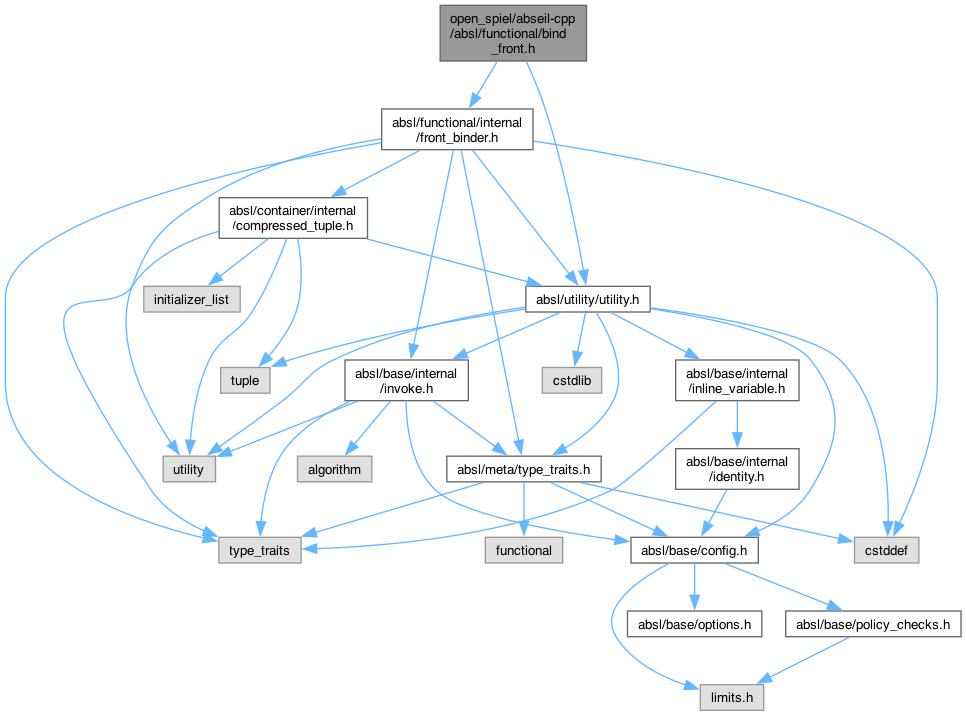 open_spiel/abseil-cpp
/absl/functional/bind
_front.h
absl/functional/internal
/front_binder.h
absl/container/internal
/compressed_tuple.h
initializer_list
absl/utility/utility.h
tuple
absl/base/internal
/invoke.h
cstdlib
absl/base/internal
/inline_variable.h
utility
algorithm
absl/meta/type_traits.h
absl/base/internal
/identity.h
type_traits
functional
absl/base/config.h
cstddef
absl/base/options.h
absl/base/policy_checks.h
limits.h